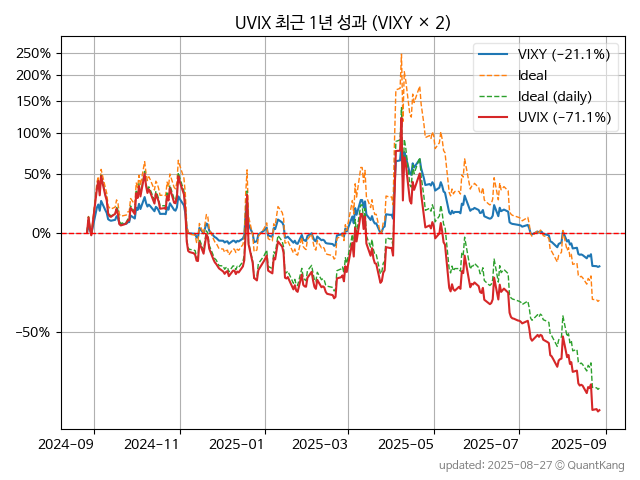 UVIX 최근 1년 성과 (VIXY × 2)
250%
200%
150%
100%
50%
0%
−50%
VIXY (−21.1%)
Ideal
Ideal (daily)
UVIX (−71.1%)
2024-09
2024-11
2025-01
2025-03
2025-05
2025-07
2025-09
updated: 2025-08-27 © QuantKang